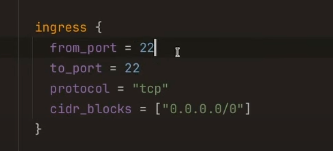 ingress {
from_port = 22
to_port = 22
protocol = "tcp"
cidr_blocks = ["0.0.0.0/0"]
}